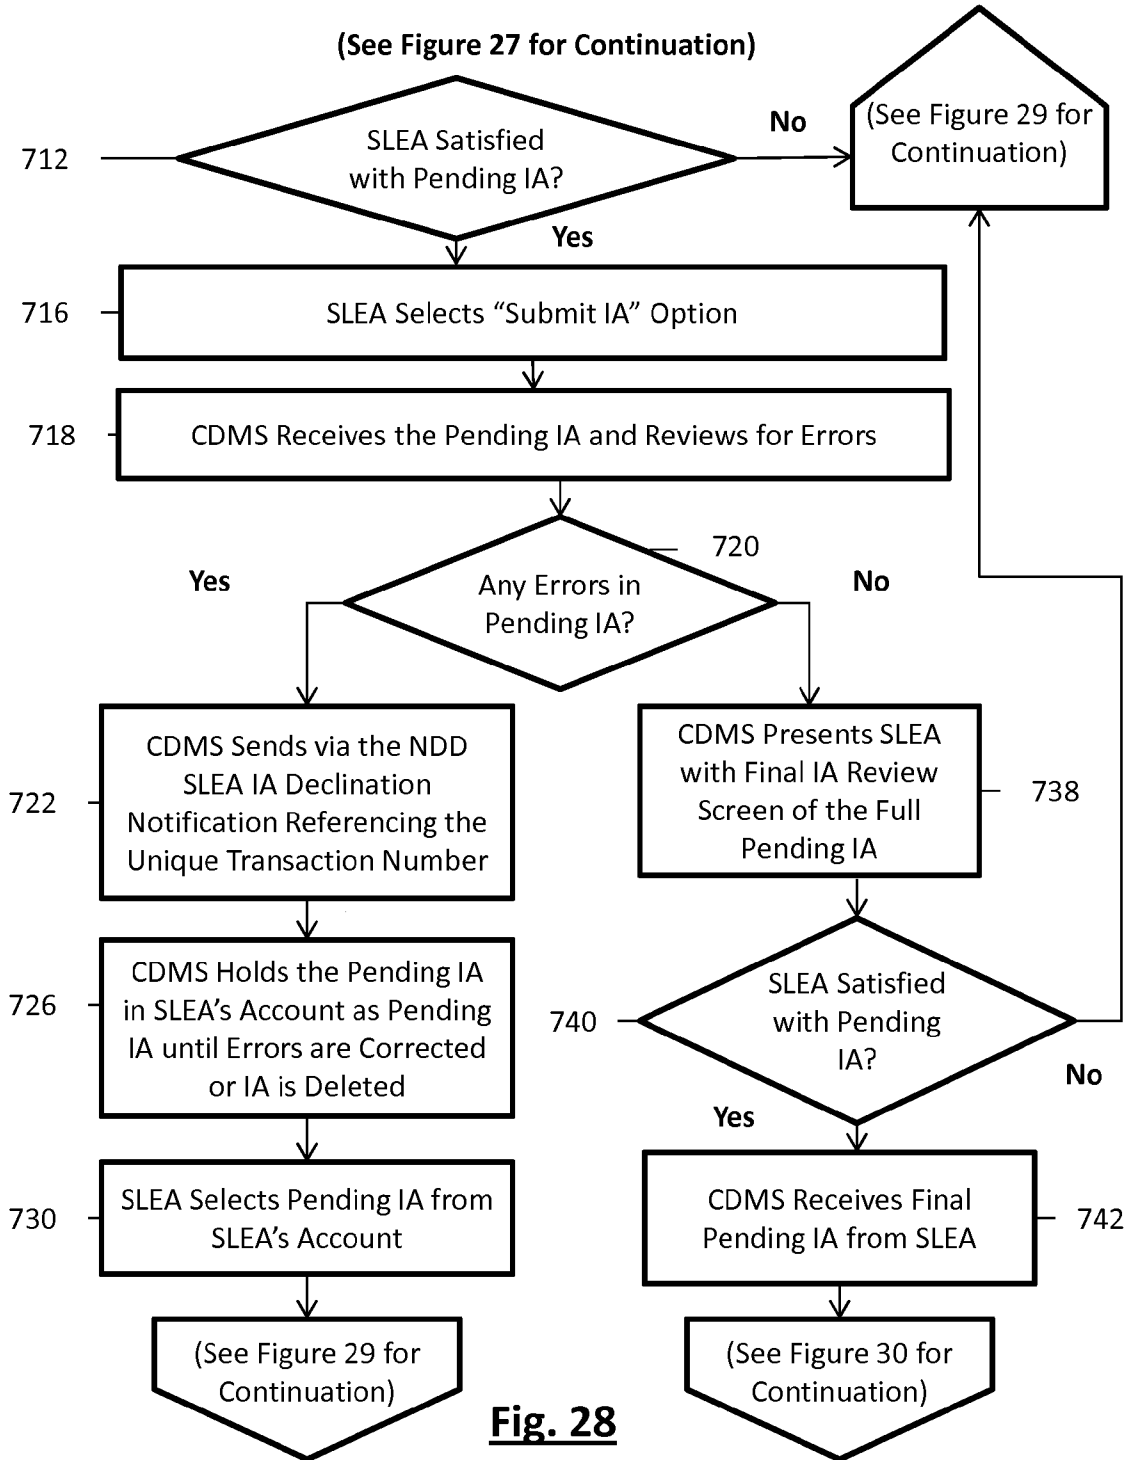 (See Figure 27 for Continuation)
712
SLEA Satisfied
with Pending IA?
No
(See Figure 29 for
Continuation)
Yes
716
SLEA Selects “Submit IA” Option
718
CDMS Receives the Pending IA and Reviews for Errors
720
Yes
Any Errors in
Pending IA?
No
722
CDMS Sends via the NDD
SLEA IA Declination
Notification Referencing the
Unique Transaction Number
CDMS Presents SLEA
with Final IA Review
Screen of the Full
Pending IA
738
726
CDMS Holds the Pending IA
in SLEA’s Account as Pending
IA until Errors are Corrected
or IA is Deleted
740
SLEA Satisfied
with Pending
IA?
No
Yes
730
SLEA Selects Pending IA from
SLEA’s Account
CDMS Receives Final
Pending IA from SLEA
742
(See Figure 29 for
Continuation)
(See Figure 30 for
Continuation)
Fig. 28